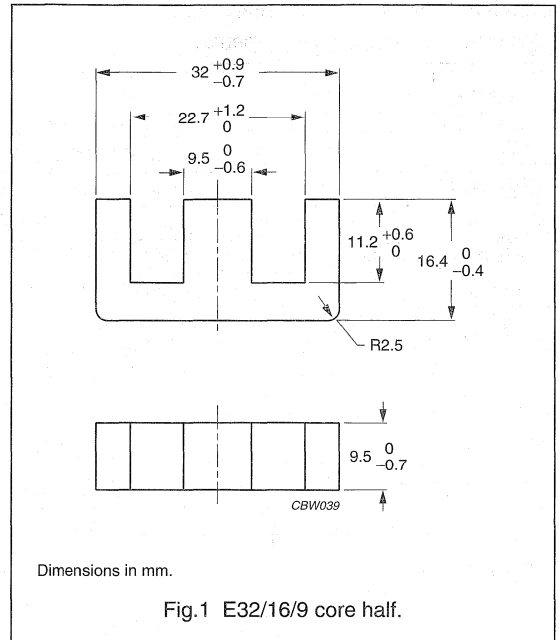 32 +0.9 −0.7
22.7 +1.2 0
9.5 0 −0.6
11.2 +0.6 0
16.4 0 −0.4
R2.5
9.5 0 −0.7
CBW039
Dimensions in mm.
Fig.1 E32/16/9 core half.